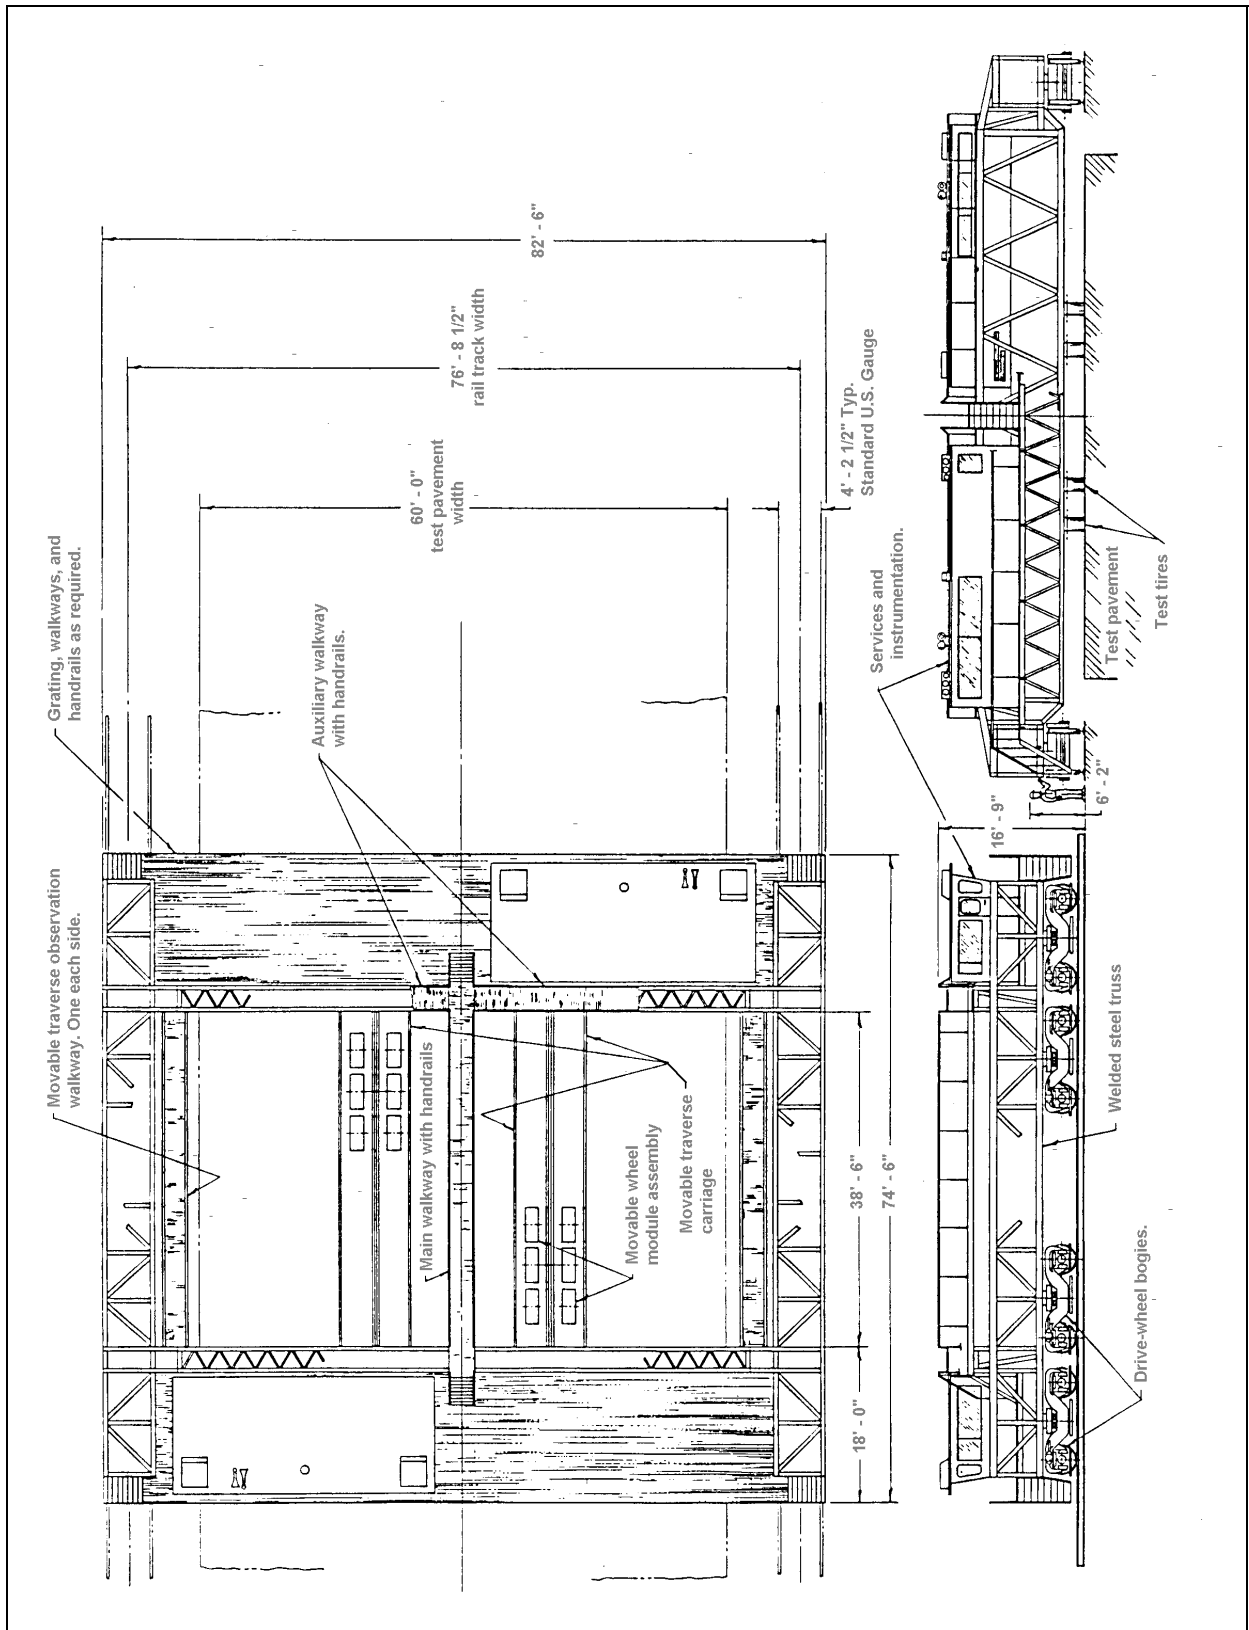 82' - 6"
76' - 8 1/2"
rail track width
60' - 0"
test pavement
width
4' - 2 1/2" Typ.
Standard U.S. Gauge
Grating, walkways, and
handrails as required.
Auxiliary walkway
with handrails.
Movable traverse observation
walkway. One each side.
Main walkway with handrails
Movable wheel
module assembly
Movable traverse
carriage
38' - 6"
74' - 6"
18' - 0"
Services and
instrumentation.
16' - 9"
6' - 2"
Test pavement
Test tires
Welded steel truss
Drive-wheel bogies.